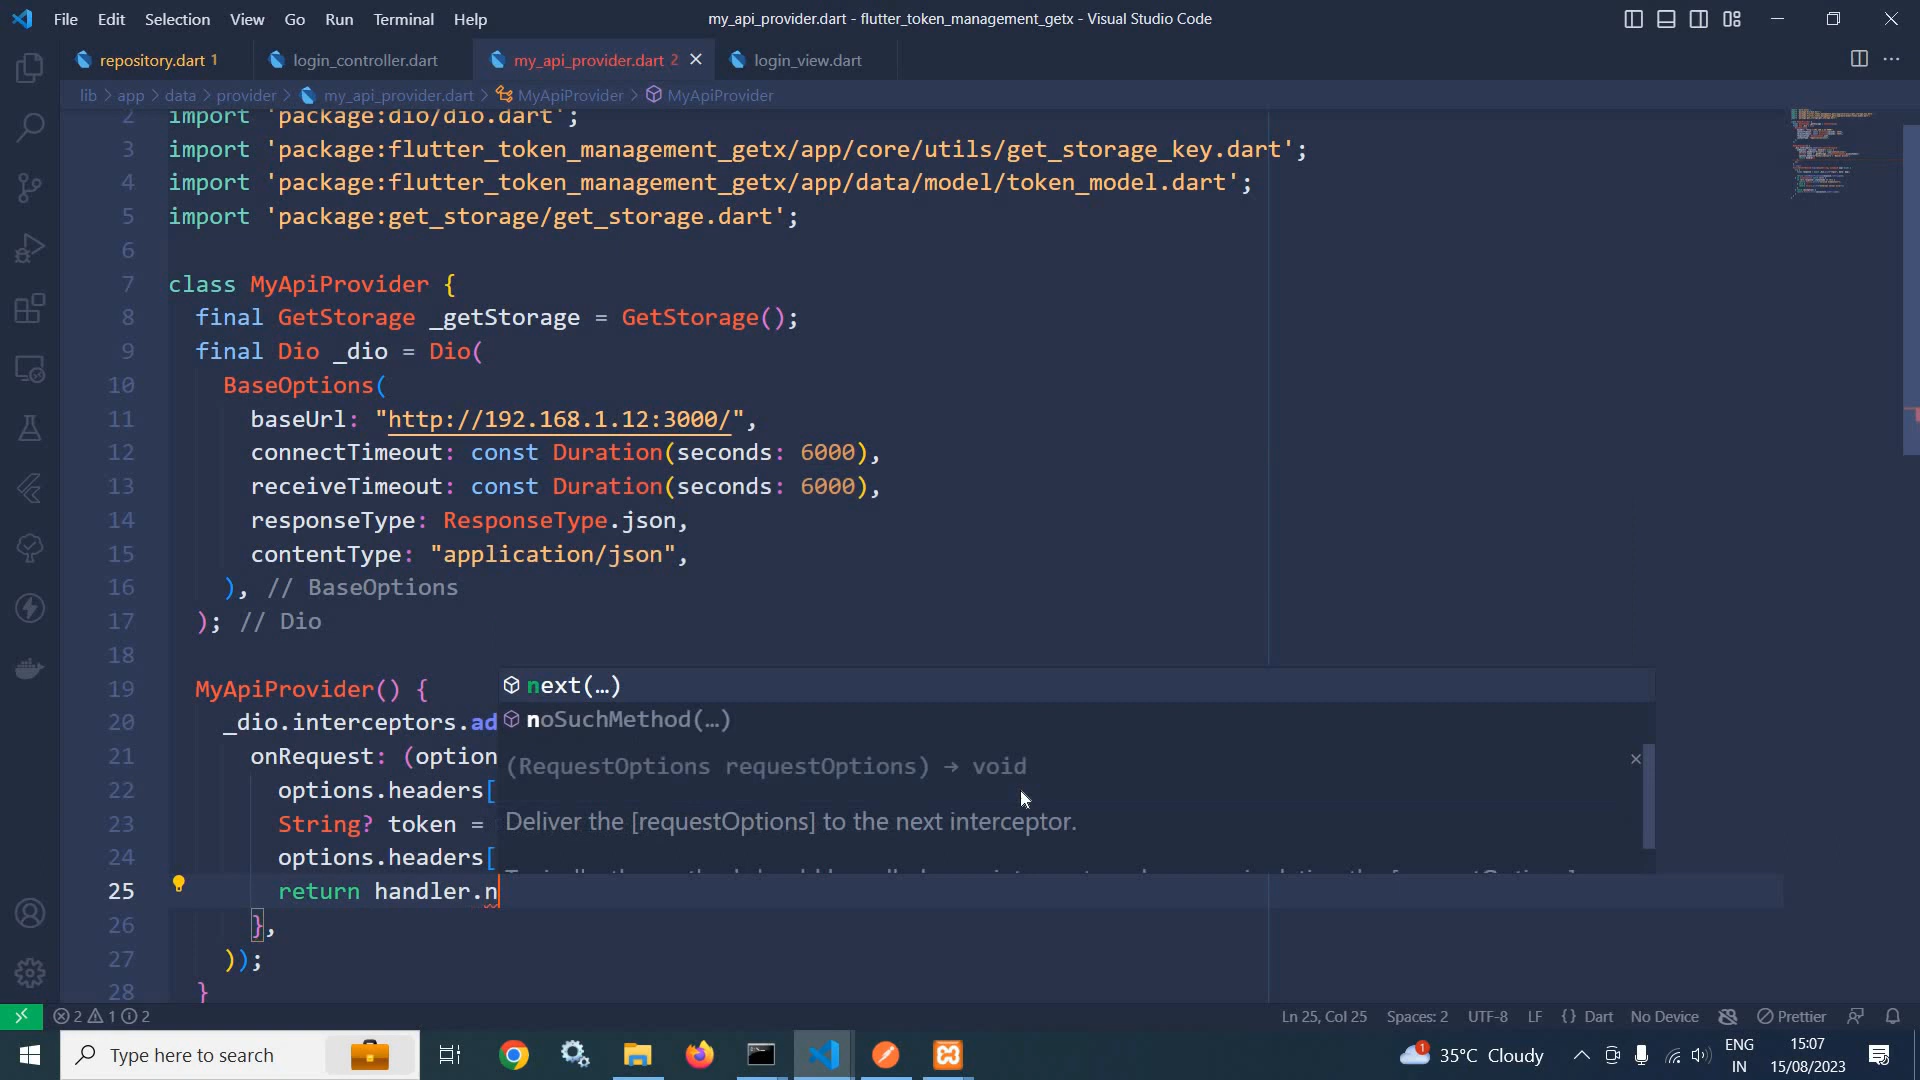 File Edit Selection View Go Run Terminal Help
my_api_provider.dart - flutter_token_management_getx - Visual Studio Code
repository.dart 1
login_controller.dart
my_api_provider.dart 2
login_view.dart
lib > app > data > provider > my_api_provider.dart > MyApiProvider > MyApiProvider
2 import 'package:dio/dio.dart';
3 import 'package:flutter_token_management_getx/app/core/utils/get_storage_key.dart';
4 import 'package:flutter_token_management_getx/app/data/model/token_model.dart';
5 import 'package:get_storage/get_storage.dart';
6
7 class MyApiProvider {
8 final GetStorage _getStorage = GetStorage();
9 final Dio _dio = Dio(
10 BaseOptions(
11 baseUrl: "http://192.168.1.12:3000/",
12 connectTimeout: const Duration(seconds: 6000),
13 receiveTimeout: const Duration(seconds: 6000),
14 responseType: ResponseType.json,
15 contentType: "application/json",
16 ), // BaseOptions
17 ); // Dio
18
19 MyApiProvider() {
next(…)
20 _dio.interceptors.ad
noSuchMethod(…)
21 onRequest: (option
(RequestOptions requestOptions) → void
22 options.headers[
23 String? token =
Deliver the [requestOptions] to the next interceptor.
24 options.headers[
25 return handler.n
26 },
27 ));
28 }
2 1 2
Ln 25, Col 25 Spaces: 2 UTF-8 LF {} Dart No Device Prettier
Type here to search
1 35°C Cloudy
ENG
IN
15:07
15/08/2023